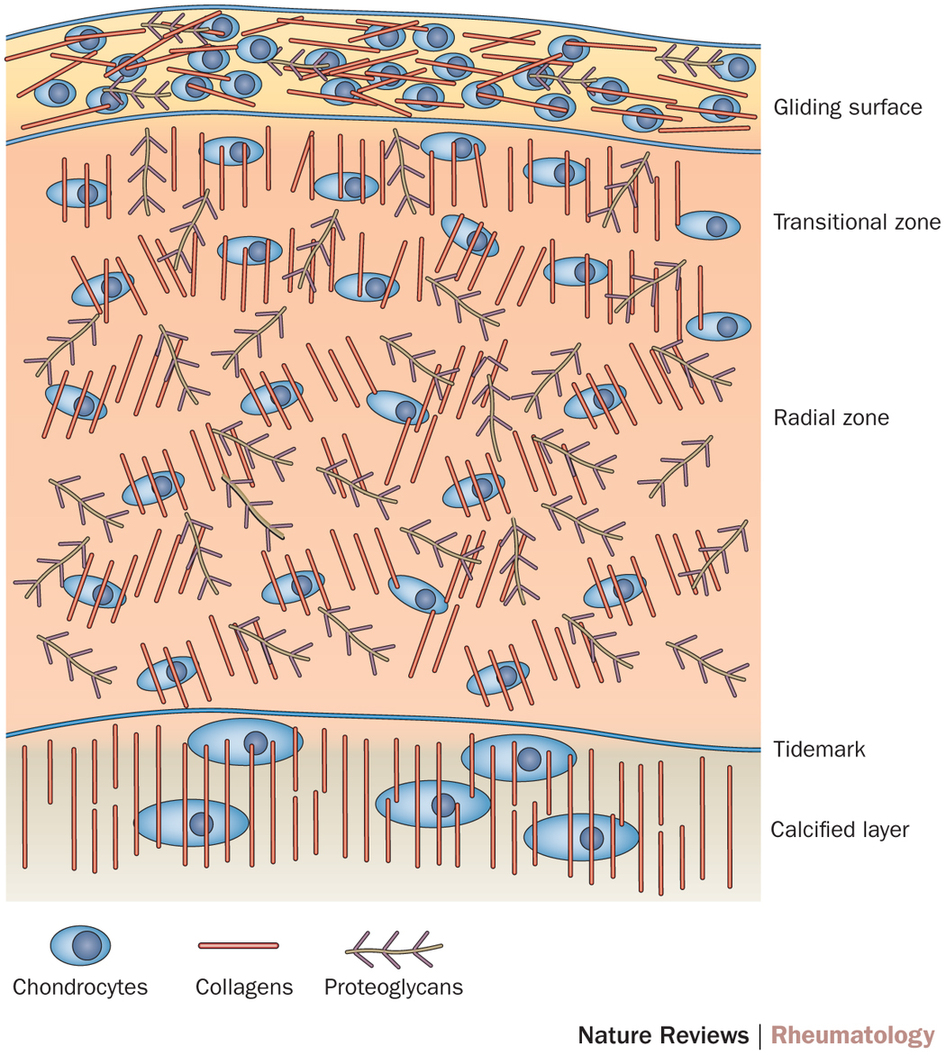 Gliding surface
Transitional zone
Radial zone
Tidemark
Calcified layer
Chondrocytes
Collagens
Proteoglycans
Nature Reviews | Rheumatology